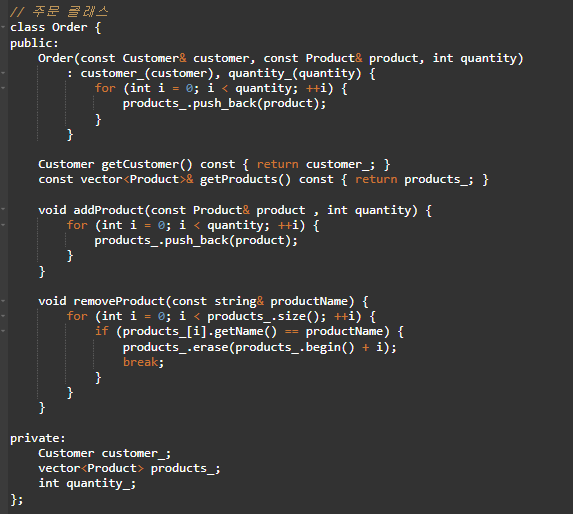 // 주문 클래스
class Order {
public:
    Order(const Customer& customer, const Product& product, int quantity)
        : customer_(customer), quantity_(quantity) {
            for (int i = 0; i < quantity; ++i) {
                products_.push_back(product);
            }
        }

    Customer getCustomer() const { return customer_; }
    const vector<Product>& getProducts() const { return products_; }

    void addProduct(const Product& product , int quantity) {
        for (int i = 0; i < quantity; ++i) {
            products_.push_back(product);
        }
    }

    void removeProduct(const string& productName) {
        for (int i = 0; i < products_.size(); ++i) {
            if (products_[i].getName() == productName) {
                products_.erase(products_.begin() + i);
                break;
            }
        }
    }

private:
    Customer customer_;
    vector<Product> products_;
    int quantity_;
};